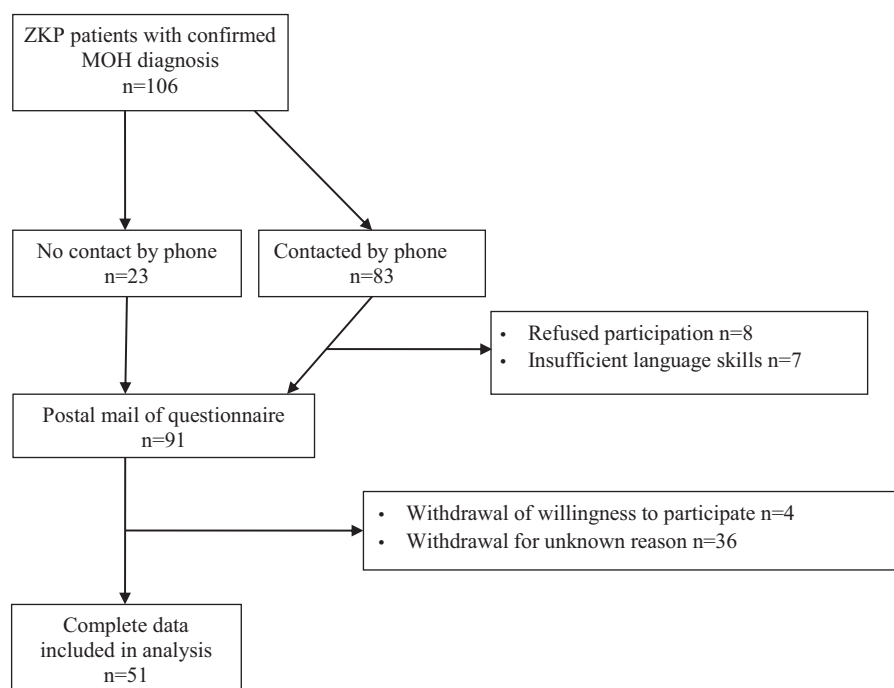 ZKP patients with confirmed
MOH diagnosis
n=106
No contact by phone
n=23
Contacted by phone
n=83
• Refused participation n=8
• Insufficient language skills n=7
Postal mail of questionnaire
n=91
• Withdrawal of willingness to participate n=4
• Withdrawal for unknown reason n=36
Complete data
included in analysis
n=51